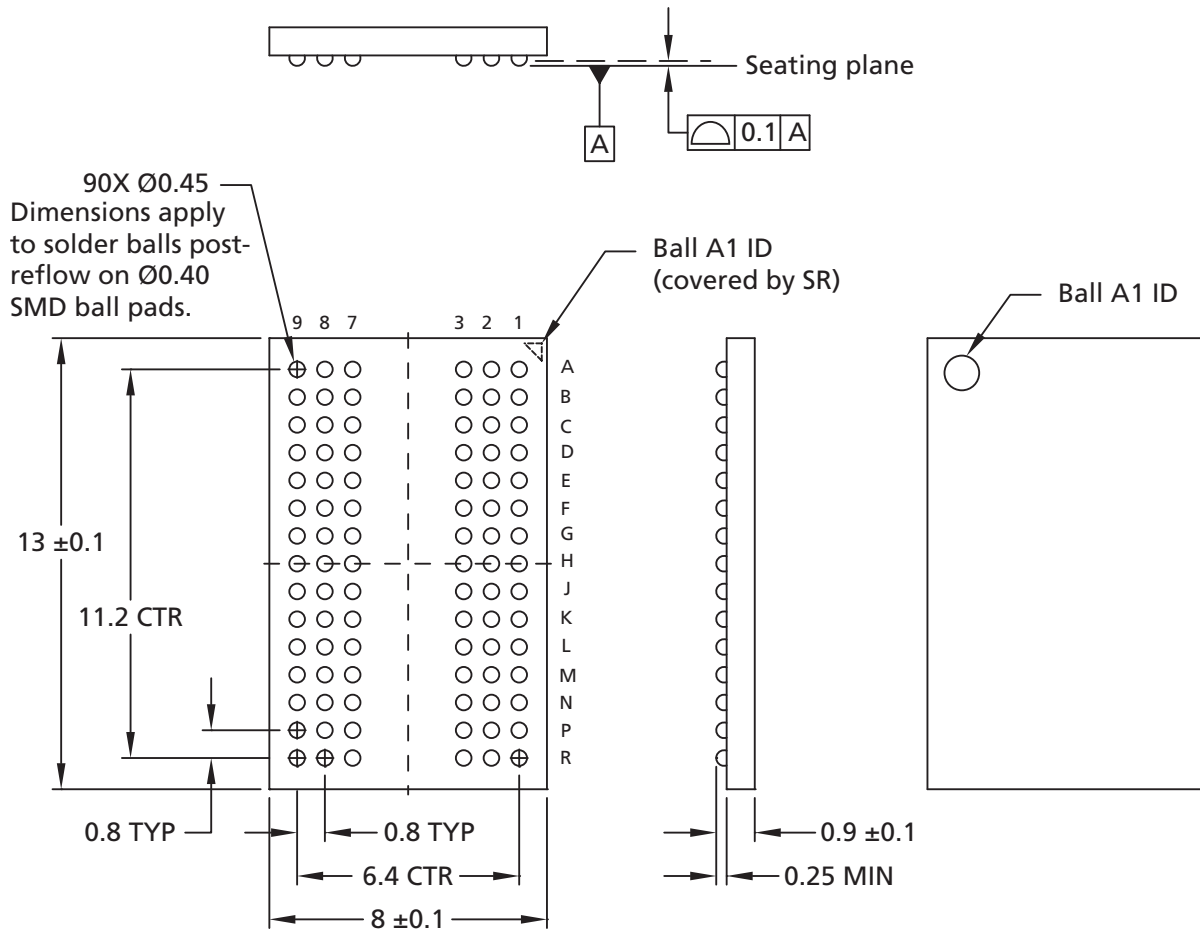 Seating plane
0.1 A
A
90X Ø0.45
Dimensions apply
to solder balls post-
reflow on Ø0.40
SMD ball pads.
Ball A1 ID
(covered by SR)
Ball A1 ID
9 8 7 3 2 1
A
B
C
D
E
F
G
13 ±0.1
H
J
11.2 CTR
K
L
M
N
P
R
0.8 TYP
0.8 TYP
0.9 ±0.1
6.4 CTR
0.25 MIN
8 ±0.1